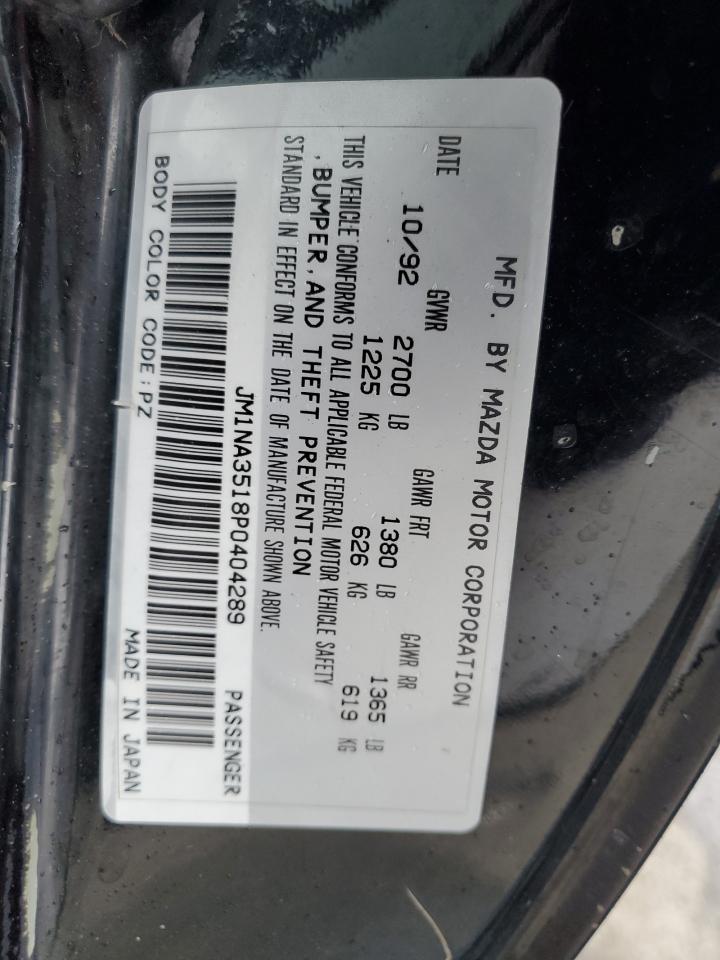 MFD. BY MAZDA MOTOR CORPORATION
DATE GVWR GAWR FRT GAWR RR
10/92 2700 LB 1380 LB 1365 LB
1225 KG 626 KG 619 KG
THIS VEHICLE CONFORMS TO ALL APPLICABLE FEDERAL MOTOR VEHICLE SAFETY
, BUMPER, AND THEFT PREVENTION
STANDARD IN EFFECT ON THE DATE OF MANUFACTURE SHOWN ABOVE.
JM1NA3518P0404289 PASSENGER
BODY COLOR CODE:PZ MADE IN JAPAN